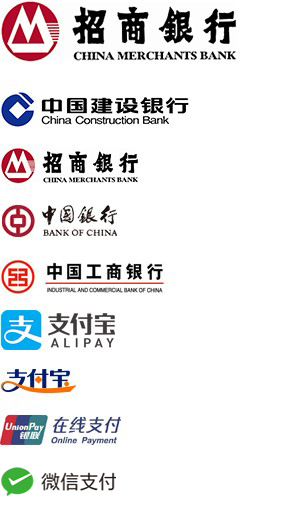 招商銀行
CHINA MERCHANTS BANK
中国建设银行
China Construction Bank
招商銀行
CHINA MERCHANTS BANK
中国银行
BANK OF CHINA
中国工商银行
INDUSTRIAL AND COMMERCIAL BANK OF CHINA
支 支付宝
ALIPAY
支付宝
UnionPay 在线支付
银联 Online Payment
微信支付